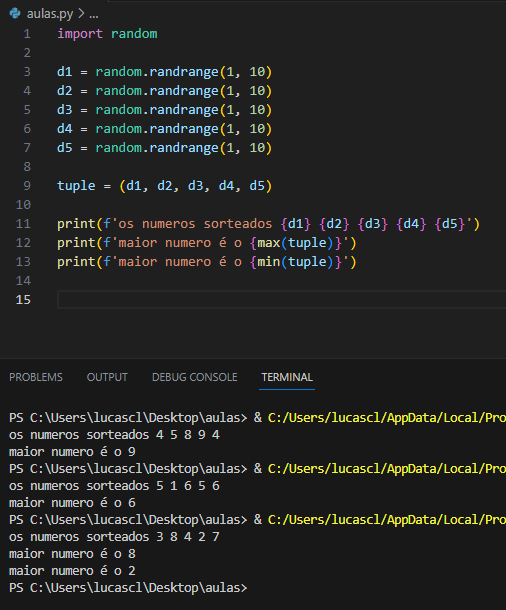 aulas.py > ...
1 import random
2
3 d1 = random.randrange(1, 10)
4 d2 = random.randrange(1, 10)
5 d3 = random.randrange(1, 10)
6 d4 = random.randrange(1, 10)
7 d5 = random.randrange(1, 10)
8
9 tuple = (d1, d2, d3, d4, d5)
10
11 print(f'os numeros sorteados {d1} {d2} {d3} {d4} {d5}')
12 print(f'maior numero é o {max(tuple)}')
13 print(f'maior numero é o {min(tuple)}')
14
15
PROBLEMS OUTPUT DEBUG CONSOLE TERMINAL
PS C:\Users\lucascl\Desktop\aulas> & C:/Users/lucascl/AppData/Local/Pro
os numeros sorteados 4 5 8 9 4
maior numero é o 9
PS C:\Users\lucascl\Desktop\aulas> & C:/Users/lucascl/AppData/Local/Pro
os numeros sorteados 5 1 6 5 6
maior numero é o 6
PS C:\Users\lucascl\Desktop\aulas> & C:/Users/lucascl/AppData/Local/Pro
os numeros sorteados 3 8 4 2 7
maior numero é o 8
maior numero é o 2
PS C:\Users\lucascl\Desktop\aulas>